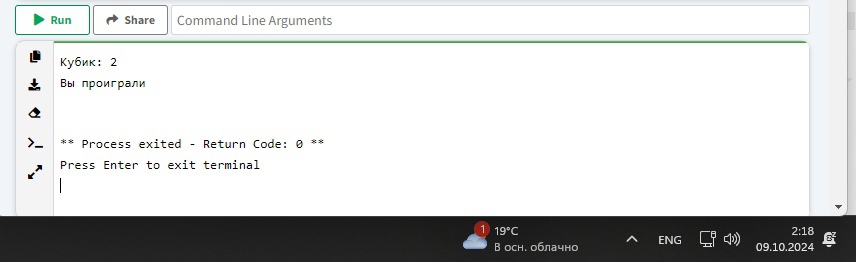 Run Share Command Line Arguments
Кубик: 2
Вы проиграли
** Process exited - Return Code: 0 **
Press Enter to exit terminal
1 19°C
В осн. облачно
ENG
2:18
09.10.2024